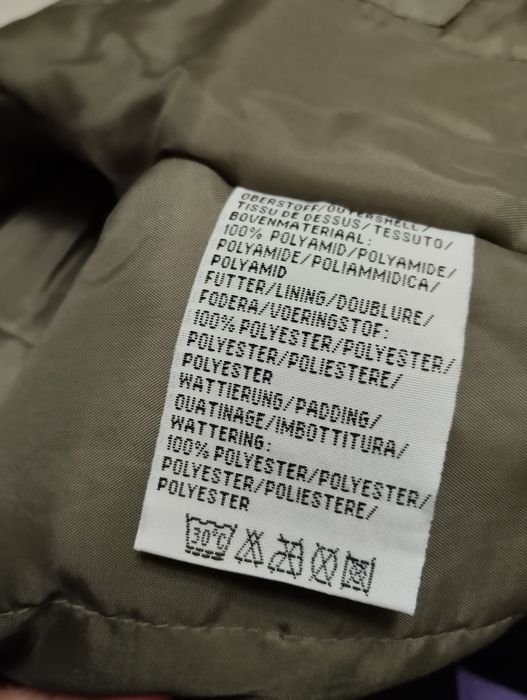 OBERSTOFF/OUTERSHELL/
TISSU DE DESSUS/TESSUTO/
BOVENMATERIAAL:
100% POLYAMID/POLYAMIDE/
POLYAMIDE/POLIAMMIDICA/
POLYAMID
FUTTER/LINING/DOUBLURE/
FODERA/VOERINGSTOF:
100% POLYESTER/POLYESTER/
POLYESTER/POLIESTERE/
POLYESTER
WATTIERUNG/PADDING/
OUATINAGE/IMBOTTITURA/
WATTERING:
100% POLYESTER/POLYESTER/
POLYESTER/POLIESTERE/
POLYESTER
30°C